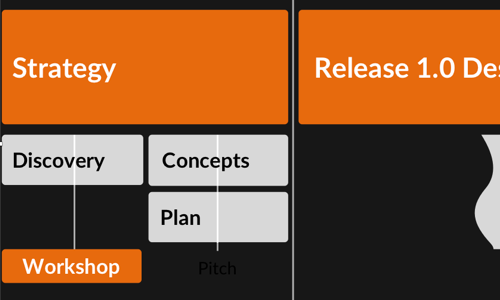 Strategy
Release 1.0 Des
Discovery
Concepts
Plan
Workshop
Pitch